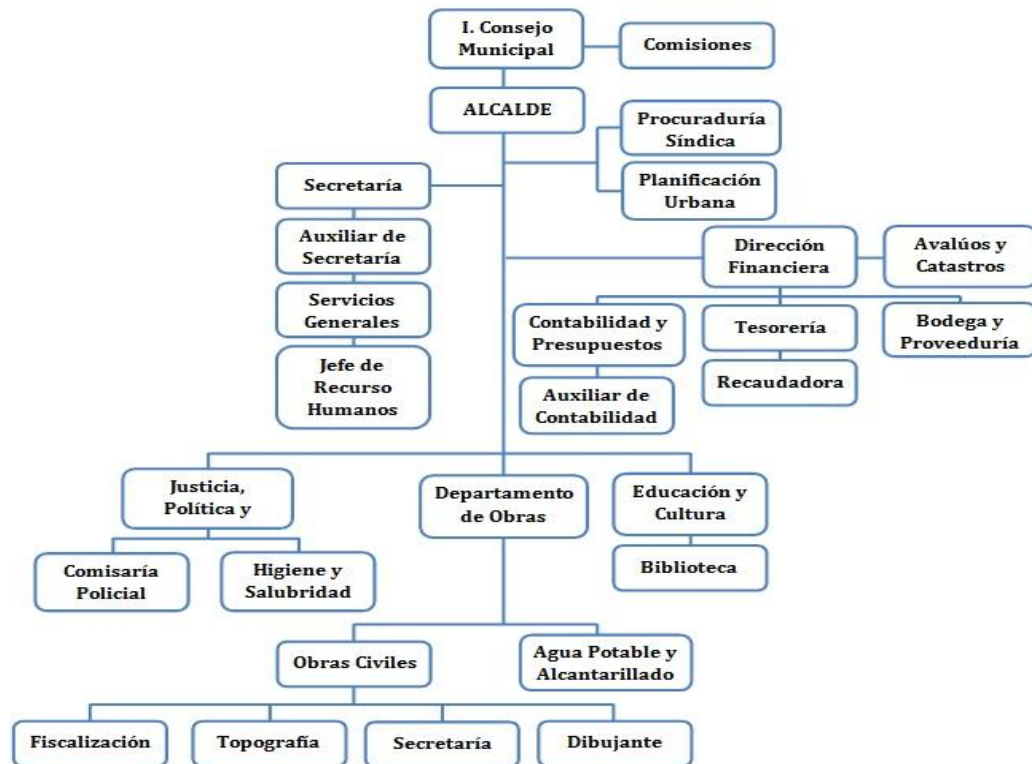 I. Consejo
Municipal
Comisiones
ALCALDE
Procuraduría
Síndica
Secretaría
Planificación
Urbana
Auxiliar de
Secretaría
Dirección
Financiera
Avalúos y
Catastros
Servicios
Generales
Contabilidad y
Presupuestos
Tesorería
Bodega y
Proveeduría
Jefe de
Recurso
Humanos
Auxiliar de
Contabilidad
Recaudadora
Justicia,
Política y
Departamento
de Obras
Educación y
Cultura
Comisaría
Policial
Higiene y
Salubridad
Biblioteca
Obras Civiles
Agua Potable y
Alcantarillado
Fiscalización
Topografía
Secretaría
Dibujante